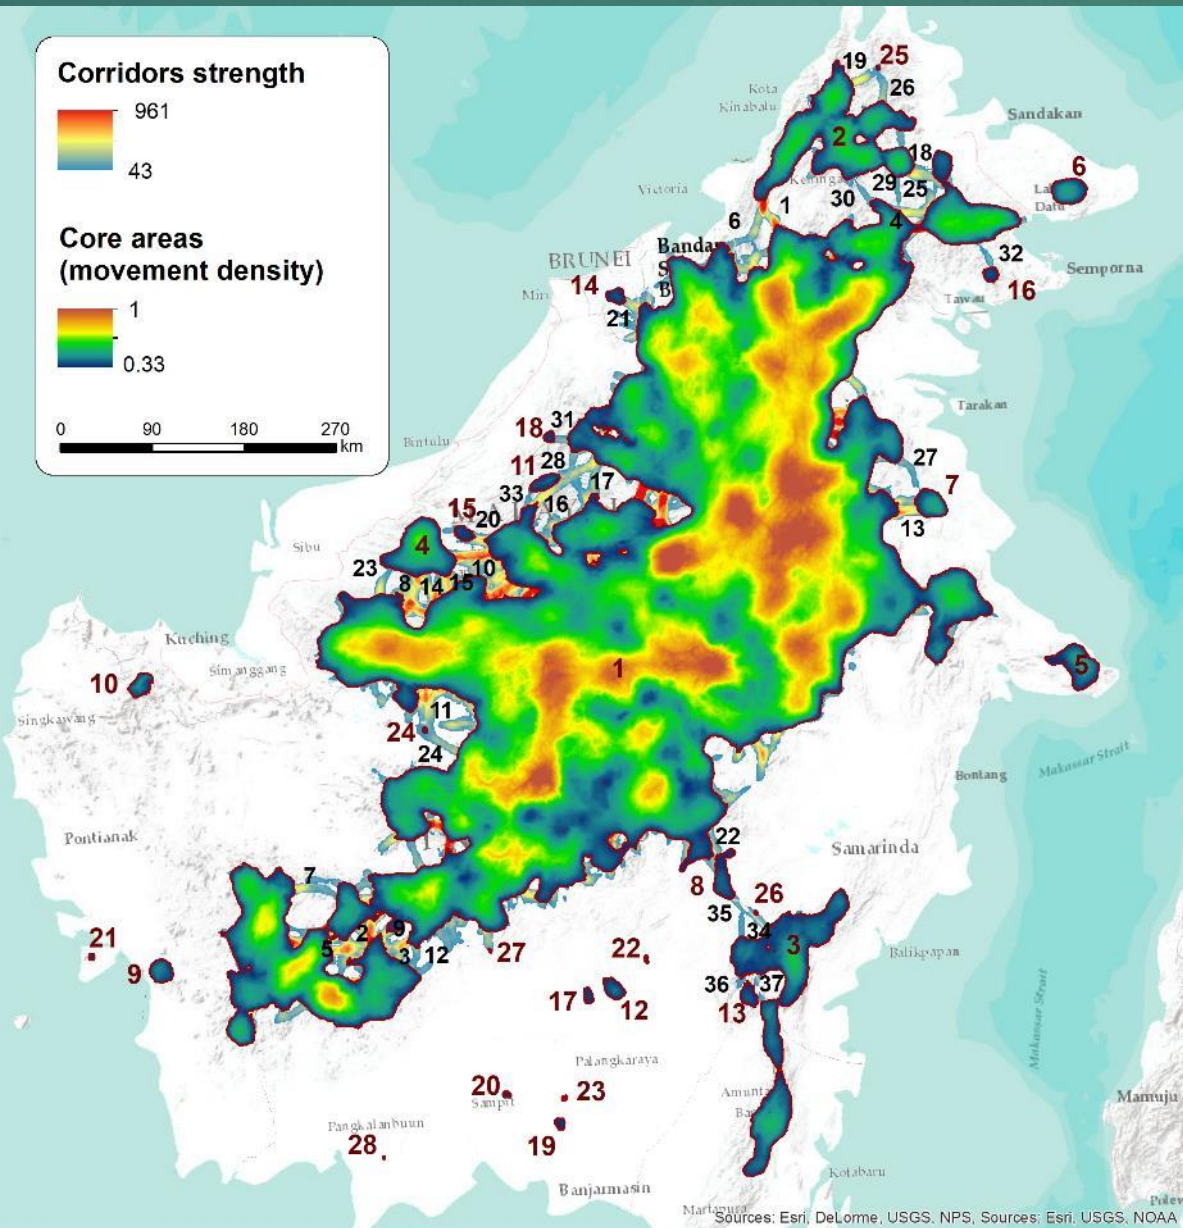 Corridors strength
961
43
Core areas
(movement density)
1
0.33
0 90 180 270
km
19
25
26
Kota
Kinabalu
Sandakan
2
18
6
29
25
Victoria
30
4
1
6
32
BRUNEI
Semporna
16
14
Miri
Tawau
21
Tarakan
31
18
Bintulu
11
28
27
17
33
16
7
15
20
13
4
Sibu
10
23
8
14
15
Kuching
Simanggang
1
5
10
Singkawang
11
24
24
Makassar Strait
Bontang
Pontianak
22
Samarinda
7
8
26
35
2
9
34
21
5
3
12
27
22
3
Balikpapan
9
36
37
17
12
13
Makassar Strait
Palangkaraya
20
23
Sampit
Mamuju
Pangkalanbuun
19
28
Kotabaru
Banjarmasin
Martapura
Sources: Esri, DeLorme, USGS, NPS, Sources: Esri, USGS, NOAA